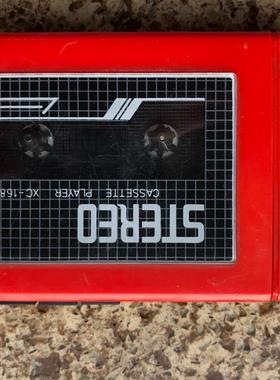 STEREO
CASSETTE PLAYER XC-168